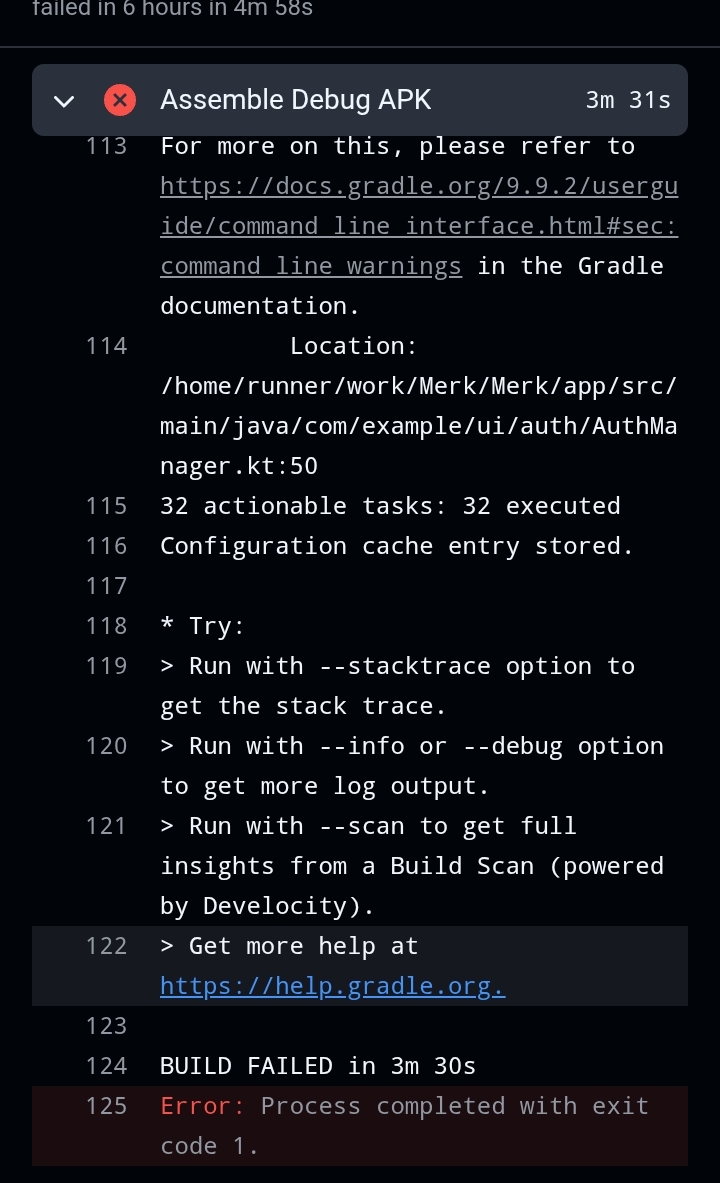 failed in 6 hours in 4m 58s
Assemble Debug APK 3m 31s
113 For more on this, please refer to
https://docs.gradle.org/9.9.2/usergu
ide/command_line_interface.html#sec:
command_line_warnings in the Gradle
documentation.
114 Location:
/home/runner/work/Merk/Merk/app/src/
main/java/com/example/ui/auth/AuthMa
nager.kt:50
115 32 actionable tasks: 32 executed
116 Configuration cache entry stored.
117
118 * Try:
119 > Run with --stacktrace option to
get the stack trace.
120 > Run with --info or --debug option
to get more log output.
121 > Run with --scan to get full
insights from a Build Scan (powered
by Develocity).
122 > Get more help at
https://help.gradle.org.
123
124 BUILD FAILED in 3m 30s
125 Error: Process completed with exit
code 1.